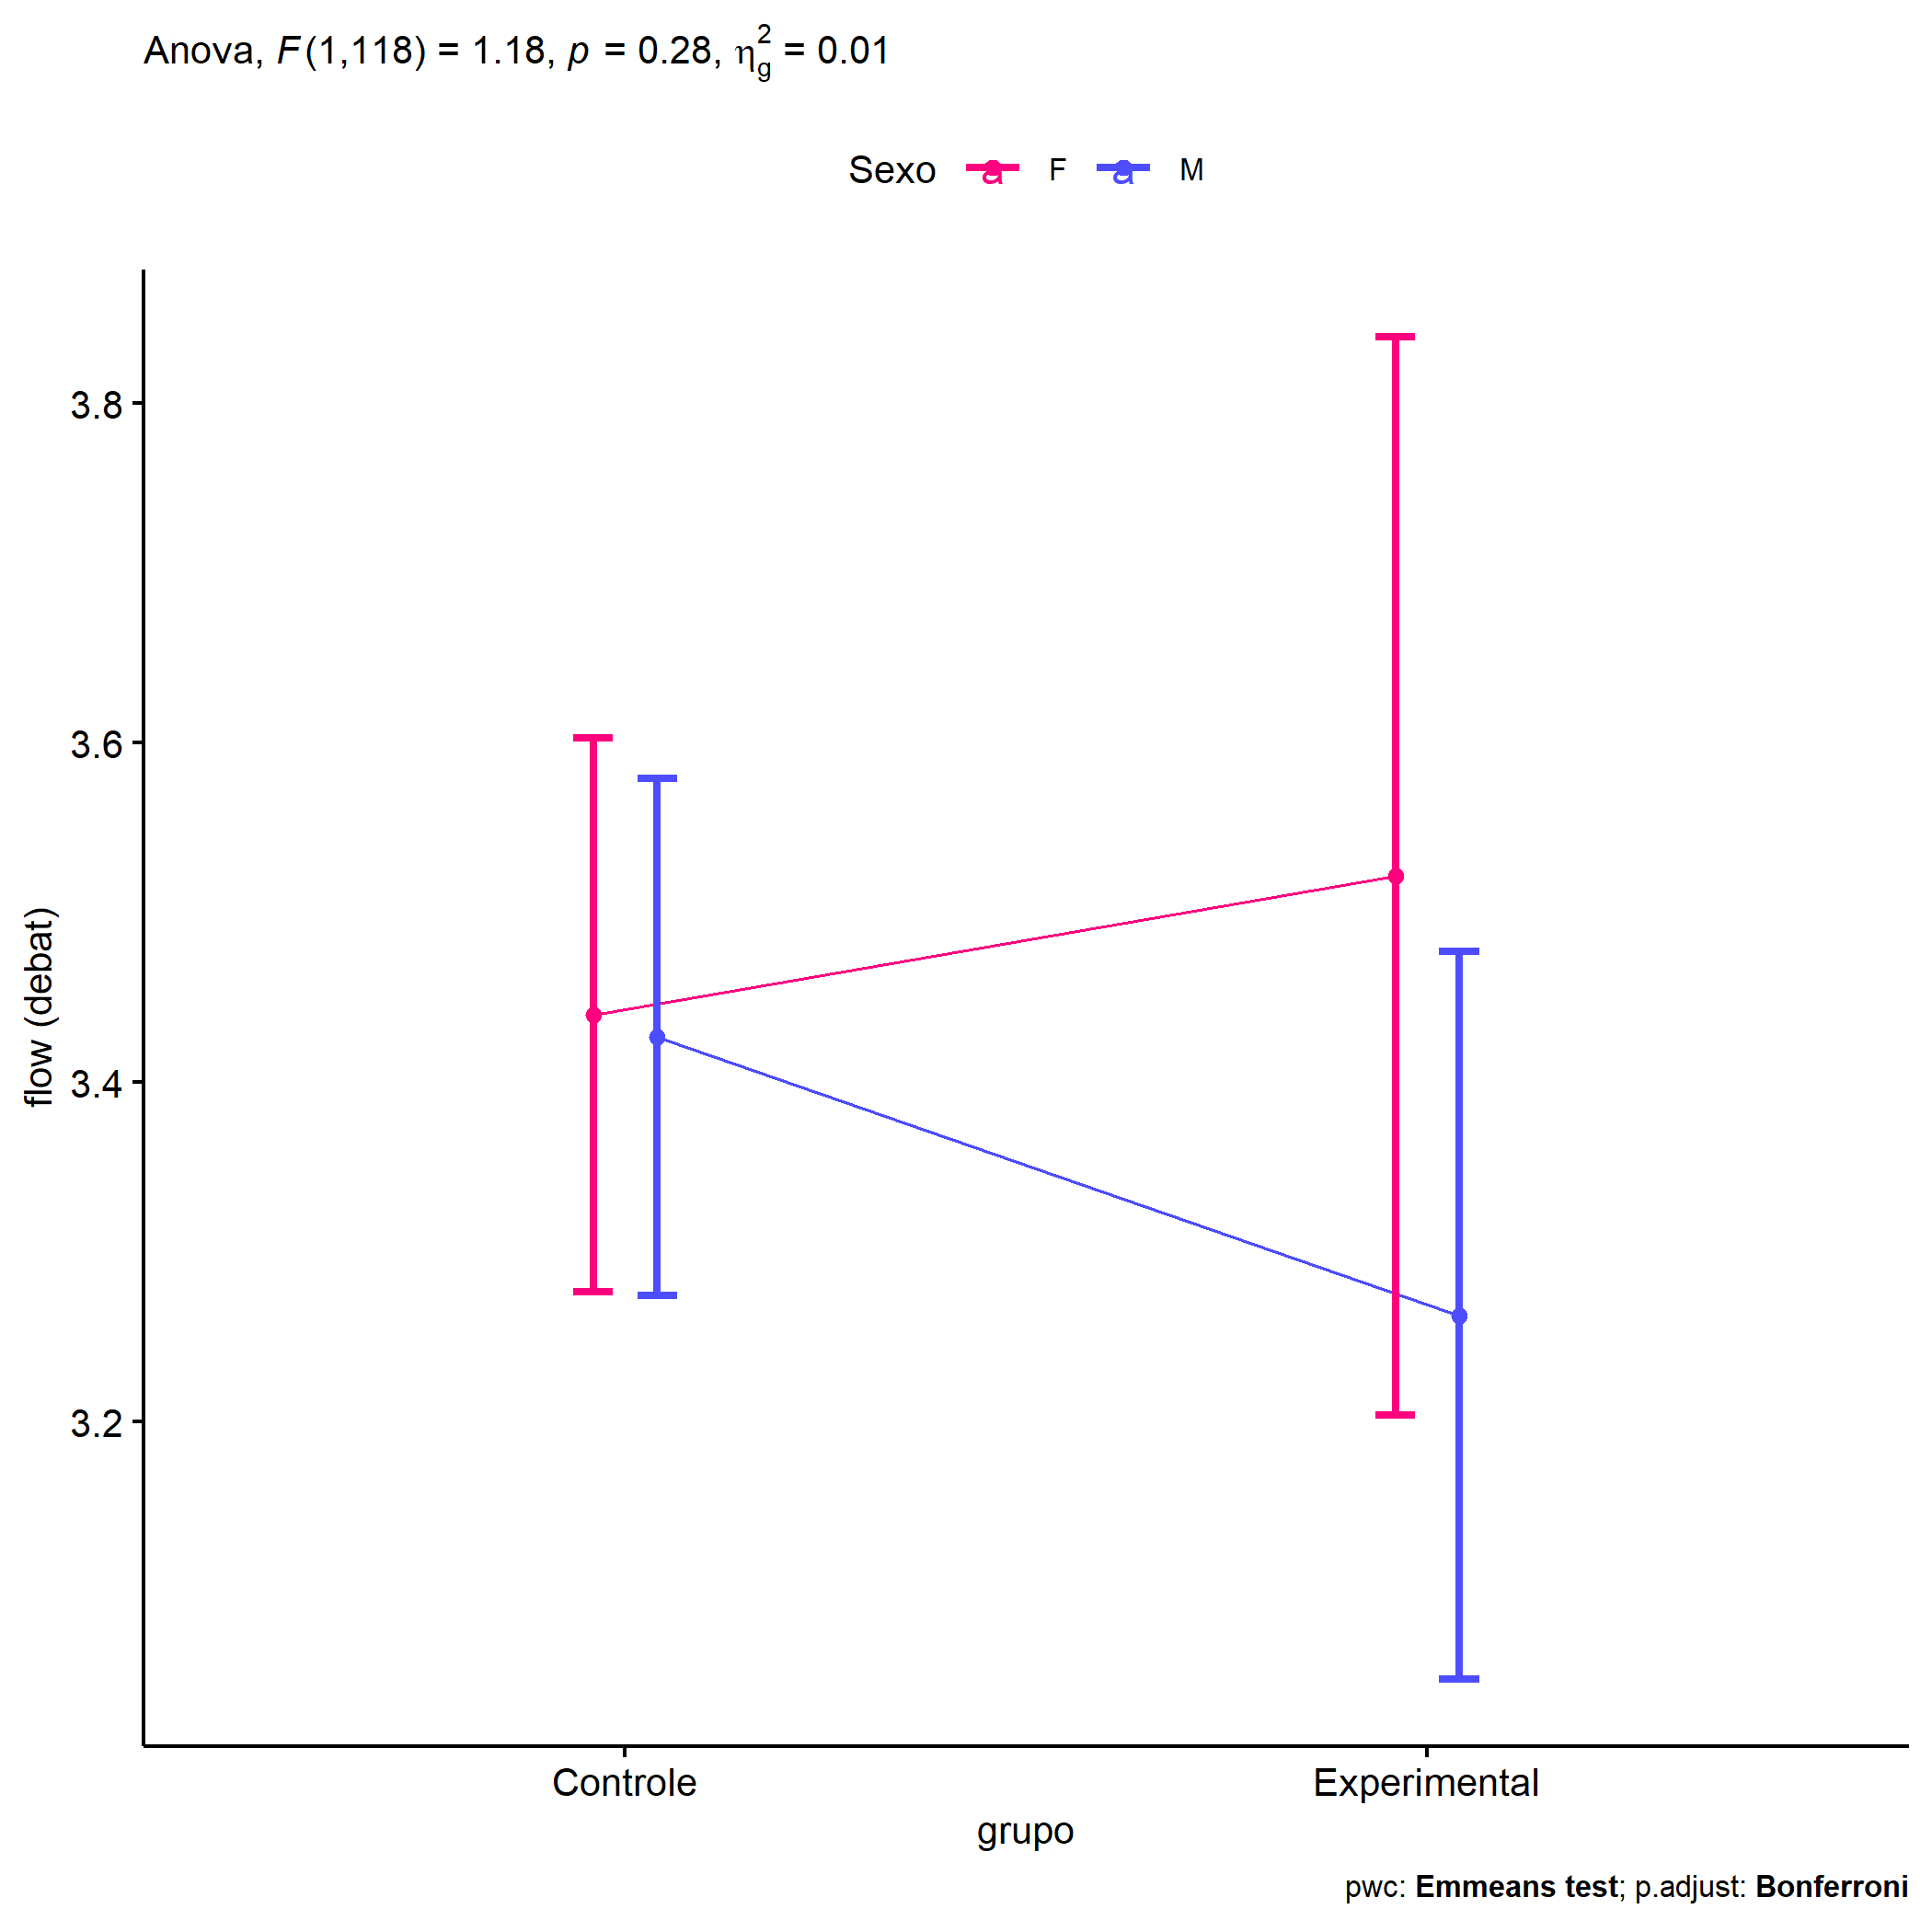 Anova, F(1,118) = 1.18, p = 0.28, η²g = 0.01
Sexo a F a M
3.8
3.6
3.4
3.2
flow (debat)
Controle Experimental
grupo
pwc: Emmeans test; p.adjust: Bonferroni